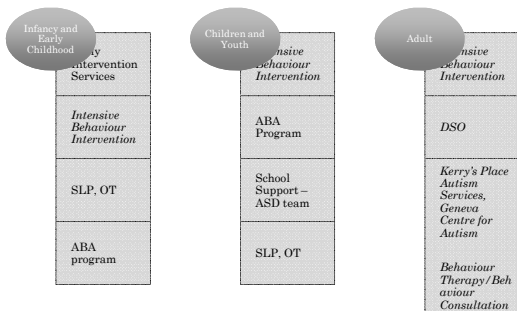 Infancy and
Early
Childhood
Intervention
Services
Intensive
Behaviour
Intervention
SLP, OT
ABA
program
Children and
Youth
Behaviour
Intervention
ABA
Program
School
Support –
ASD team
SLP, OT
Adult
Behaviour
Intervention
DSO
Kerry's Place
Autism
Services,
Geneva
Centre for
Autism
Behaviour
Therapy/Beh
aviour
Consultation